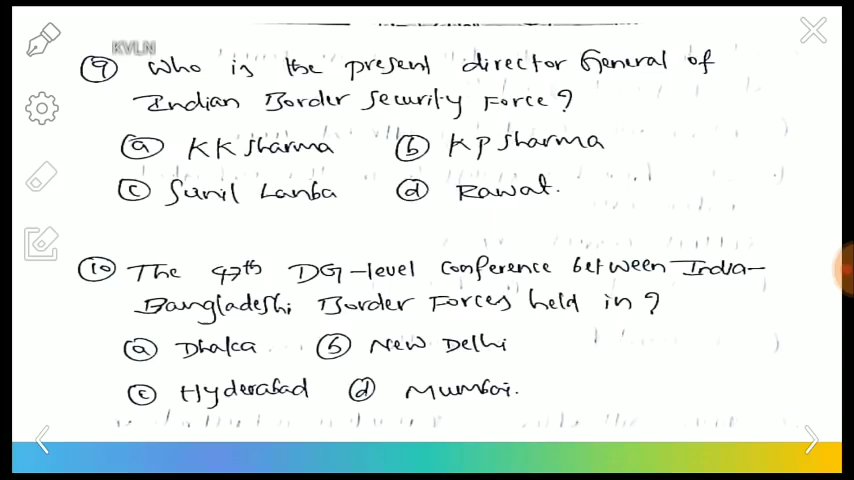 KVLN
9 Who is the present director General of
Indian Border Security Force?
a KK Sharma b KP Sharma
c Sunil Lanba d Rawat.
10 The 47th DG-level conference between India-
Bangladeshi Border Forces held in?
a Dhaka b New Delhi
c Hyderabad d Mumbai.